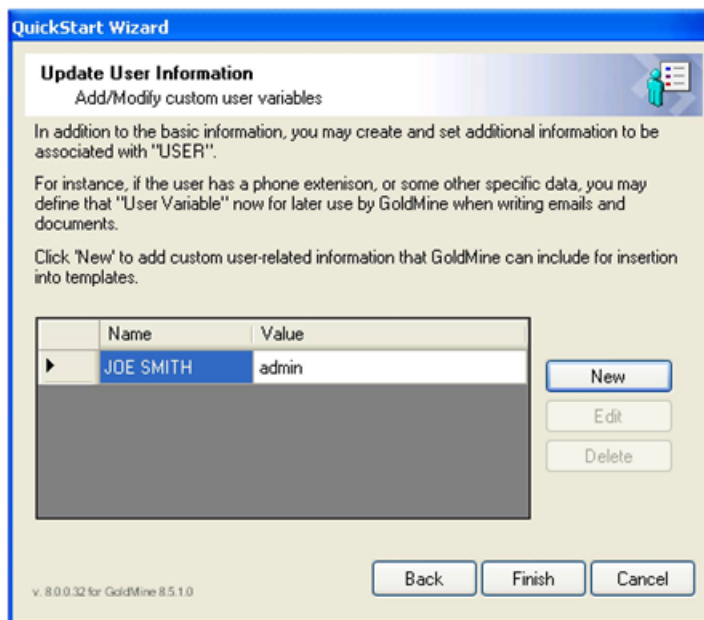 QuickStart Wizard
Update User Information
Add/Modify custom user variables
In addition to the basic information, you may create and set additional information to be
associated with "USER".
For instance, if the user has a phone extenison, or some other specific data, you may
define that "User Variable" now for later use by GoldMine when writing emails and
documents.
Click 'New' to add custom user-related information that GoldMine can include for insertion
into templates.
Name Value
JOE SMITH admin
New
Edit
Delete
Back Finish Cancel
v. 8.0.0.32 for GoldMine 8.5.1.0